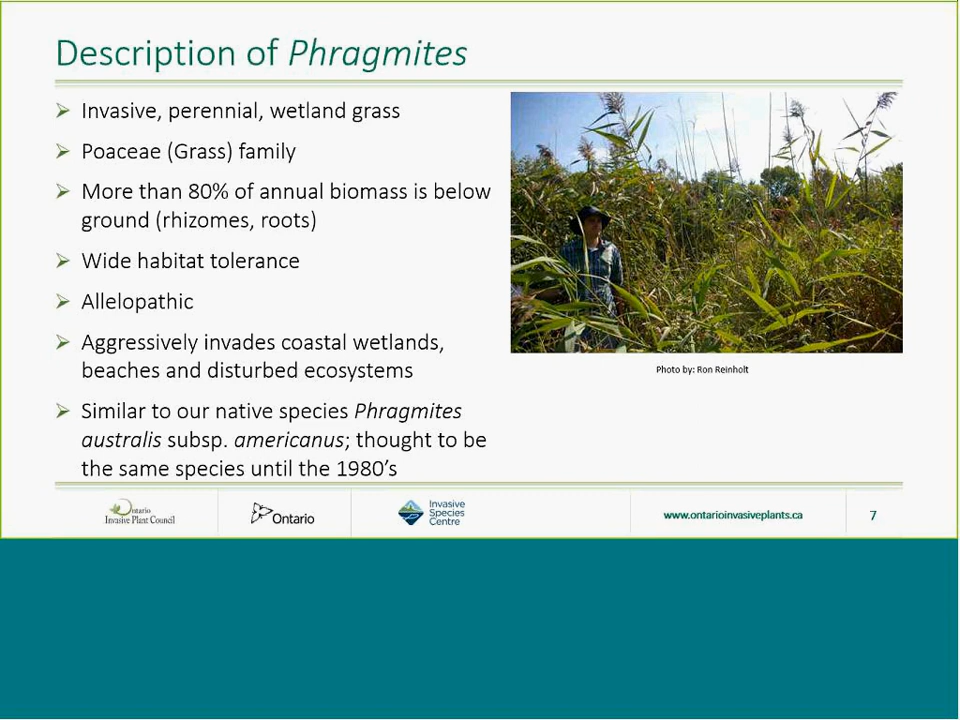 Description of Phragmites
Invasive, perennial, wetland grass
Poaceae (Grass) family
More than 80% of annual biomass is below
ground (rhizomes, roots)
Wide habitat tolerance
Allelopathic
Aggressively invades coastal wetlands,
beaches and disturbed ecosystems
Similar to our native species Phragmites
australis subsp. americanus; thought to be
the same species until the 1980's
Photo by: Ron Reinholt
Ontario
Invasive Plant Council
Ontario
Invasive
Species
Centre
www.ontarioinvasiveplants.ca
7